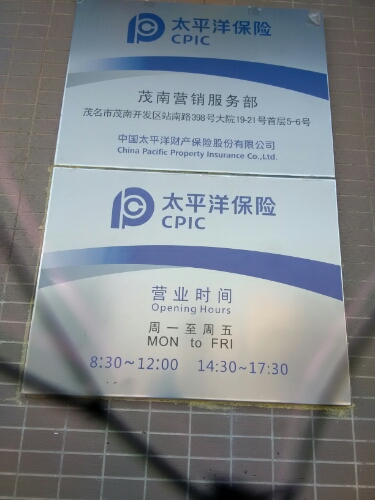 太平洋保险
CPIC
茂南营销服务部
茂名市茂南开发区站南路398号大院19-21号首层5-6号
中国太平洋财产保险股份有限公司
China Pacific Property Insurance Co.,Ltd.
太平洋保险
CPIC
营业时间
Opening Hours
周一至周五
MON to FRI
8:30~12:00 14:30~17:30